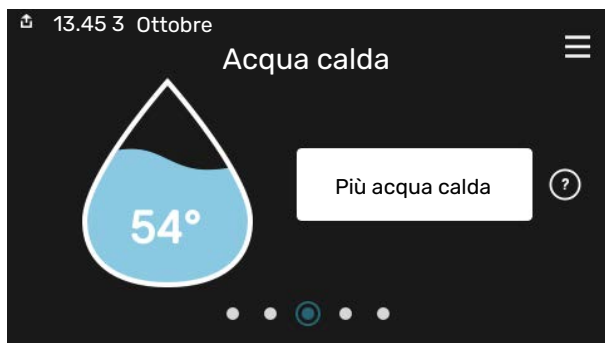 13.45 3 Ottobre
Acqua calda
54°
Più acqua calda
?